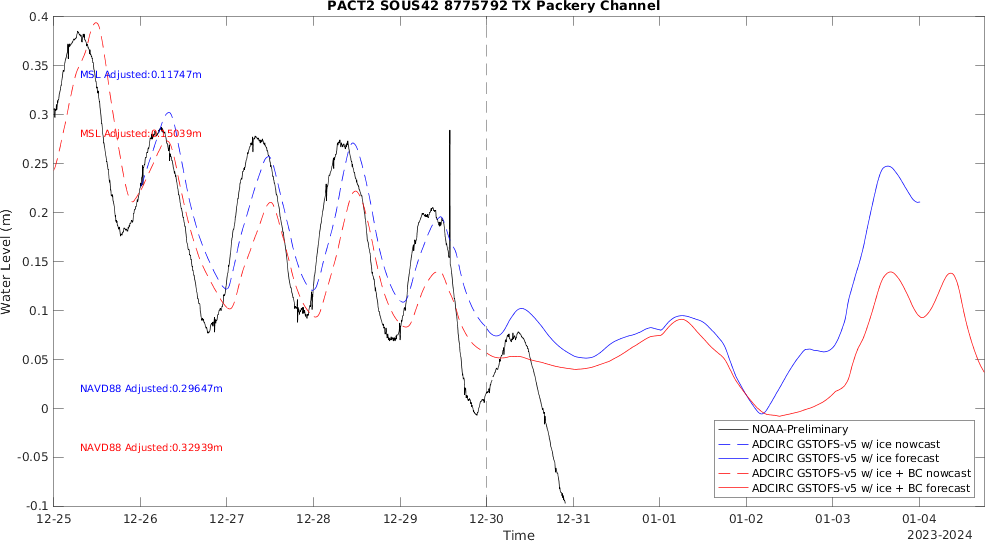 PACT2 SOUS42 8775792 TX Packery Channel
Water Level (m)
0.4
0.35
0.3
0.25
0.2
0.15
0.1
0.05
0
-0.05
-0.1
MSL Adjusted:0.11747m
MSL Adjusted:0.15039m
NAVD88 Adjusted:0.29647m
NAVD88 Adjusted:0.32939m
NOAA-Preliminary
ADCIRC GSTOFS-v5 w/ ice nowcast
ADCIRC GSTOFS-v5 w/ ice forecast
ADCIRC GSTOFS-v5 w/ ice + BC nowcast
ADCIRC GSTOFS-v5 w/ ice + BC forecast
12-25 12-26 12-27 12-28 12-29 12-30 12-31 01-01 01-02 01-03 01-04
Time
2023-2024